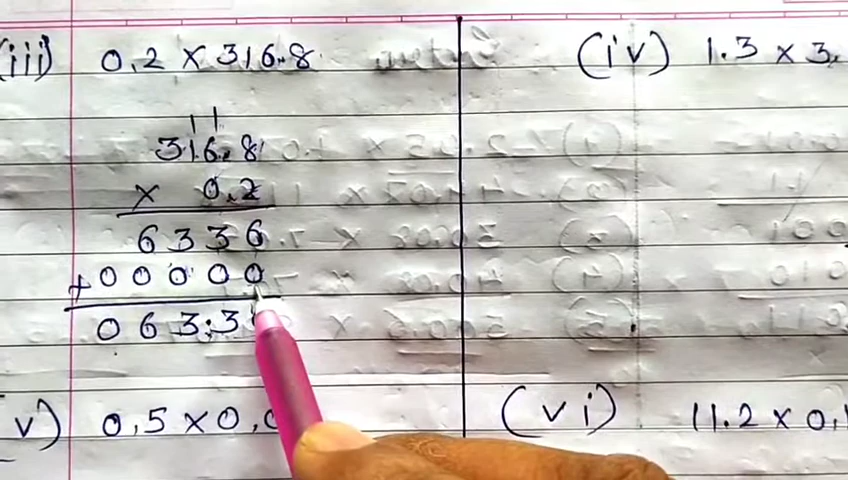 (iii) 0.2 × 316.8
11
316.8
× 0.2
6336
+00000
063.3
(iv) 1.3 × 3.
(v) 0.5 × 0.
(vi) 11.2 × 0.